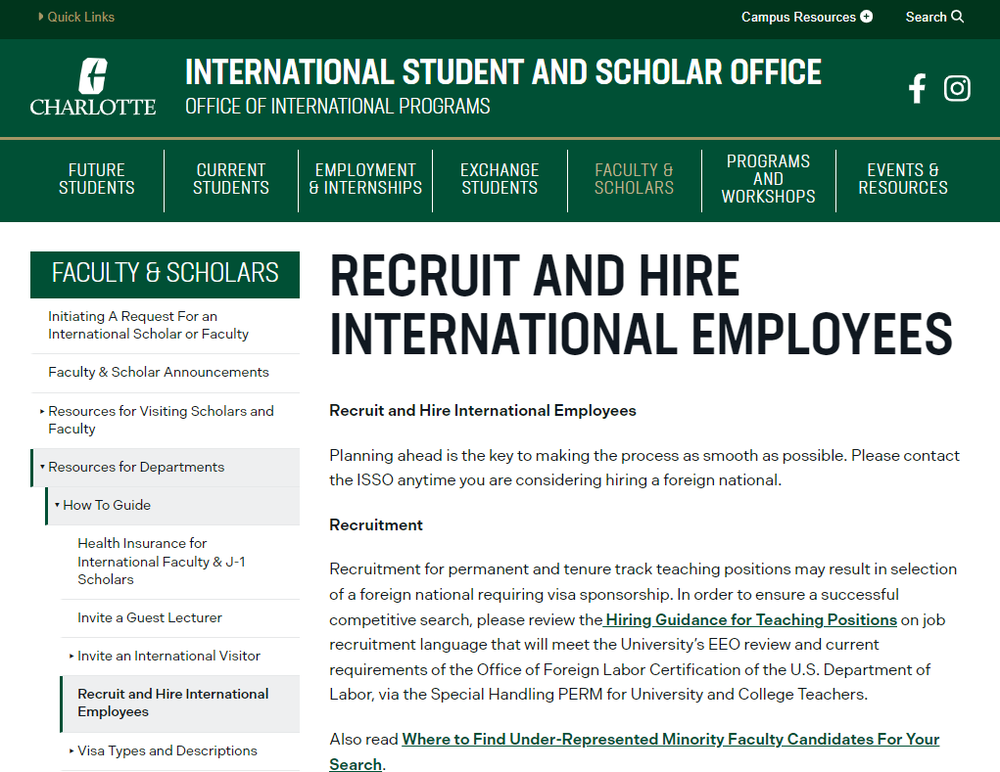 Quick Links
Campus Resources
Search
CHARLOTTE
INTERNATIONAL STUDENT AND SCHOLAR OFFICE
OFFICE OF INTERNATIONAL PROGRAMS
FUTURE
STUDENTS
CURRENT
STUDENTS
EMPLOYMENT
& INTERNSHIPS
EXCHANGE
STUDENTS
FACULTY &
SCHOLARS
PROGRAMS
AND
WORKSHOPS
EVENTS &
RESOURCES
FACULTY & SCHOLARS
Initiating A Request For an
International Scholar or Faculty
Faculty & Scholar Announcements
Resources for Visiting Scholars and
Faculty
Resources for Departments
How To Guide
Health Insurance for
International Faculty & J-1
Scholars
Invite a Guest Lecturer
Invite an International Visitor
Recruit and Hire International
Employees
Visa Types and Descriptions
RECRUIT AND HIRE
INTERNATIONAL EMPLOYEES
Recruit and Hire International Employees
Planning ahead is the key to making the process as smooth as possible. Please contact
the ISSO anytime you are considering hiring a foreign national.
Recruitment
Recruitment for permanent and tenure track teaching positions may result in selection
of a foreign national requiring visa sponsorship. In order to ensure a successful
competitive search, please review the Hiring Guidance for Teaching Positions on job
recruitment language that will meet the University's EEO review and current
requirements of the Office of Foreign Labor Certification of the U.S. Department of
Labor, via the Special Handling PERM for University and College Teachers.
Also read Where to Find Under-Represented Minority Faculty Candidates For Your
Search.